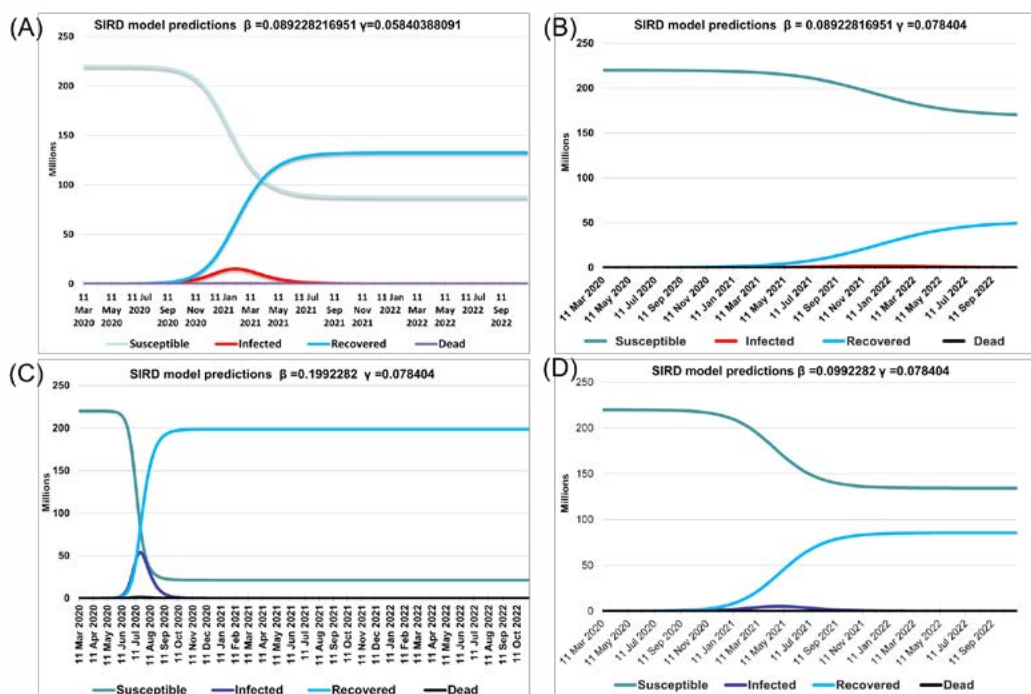 (A)
SIRD model predictions β =0.089228216951 γ=0.05840388091
250
200
150
100
50
0
Millions
11 Mar 2020
11 May 2020
11 Jul 2020
11 Sep 2020
11 Nov 2020
11 Jan 2021
11 Mar 2021
11 May 2021
11 Jul 2021
11 Sep 2021
11 Nov 2021
11 Jan 2022
11 Mar 2022
11 May 2022
11 Jul 2022
11 Sep 2022
Susceptible Infected Recovered Dead
(B)
SIRD model predictions β = 0.08922816951 γ =0.078404
250
200
150
100
50
0
Millions
11 Mar 2020
11 May 2020
11 Jul 2020
11 Sep 2020
11 Nov 2020
11 Jan 2021
11 Mar 2021
11 May 2021
11 Jul 2021
11 Sep 2021
11 Nov 2021
11 Jan 2022
11 Mar 2022
11 May 2022
11 Jul 2022
11 Sep 2022
Susceptible Infected Recovered Dead
(C)
SIRD model predictions β =0.1992282 γ =0.078404
250
200
150
100
50
0
Millions
11 Mar 2020
11 Apr 2020
11 May 2020
11 Jun 2020
11 Jul 2020
11 Aug 2020
11 Sep 2020
11 Oct 2020
11 Nov 2020
11 Dec 2020
11 Jan 2021
11 Feb 2021
11 Mar 2021
11 Apr 2021
11 May 2021
11 Jun 2021
11 Jul 2021
11 Aug 2021
11 Sep 2021
11 Oct 2021
11 Nov 2021
11 Dec 2021
11 Jan 2022
11 Feb 2022
11 Mar 2022
11 Apr 2022
11 May 2022
11 Jun 2022
11 Jul 2022
11 Aug 2022
11 Sep 2022
11 Oct 2022
Susceptible Infected Recovered Dead
(D)
SIRD model predictions β =0.0992282 γ =0.078404
250
200
150
100
50
0
Millions
11 Mar 2020
11 May 2020
11 Jul 2020
11 Sep 2020
11 Nov 2020
11 Jan 2021
11 Mar 2021
11 May 2021
11 Jul 2021
11 Sep 2021
11 Nov 2021
11 Jan 2022
11 Mar 2022
11 May 2022
11 Jul 2022
11 Sep 2022
Susceptible Infected Recovered Dead